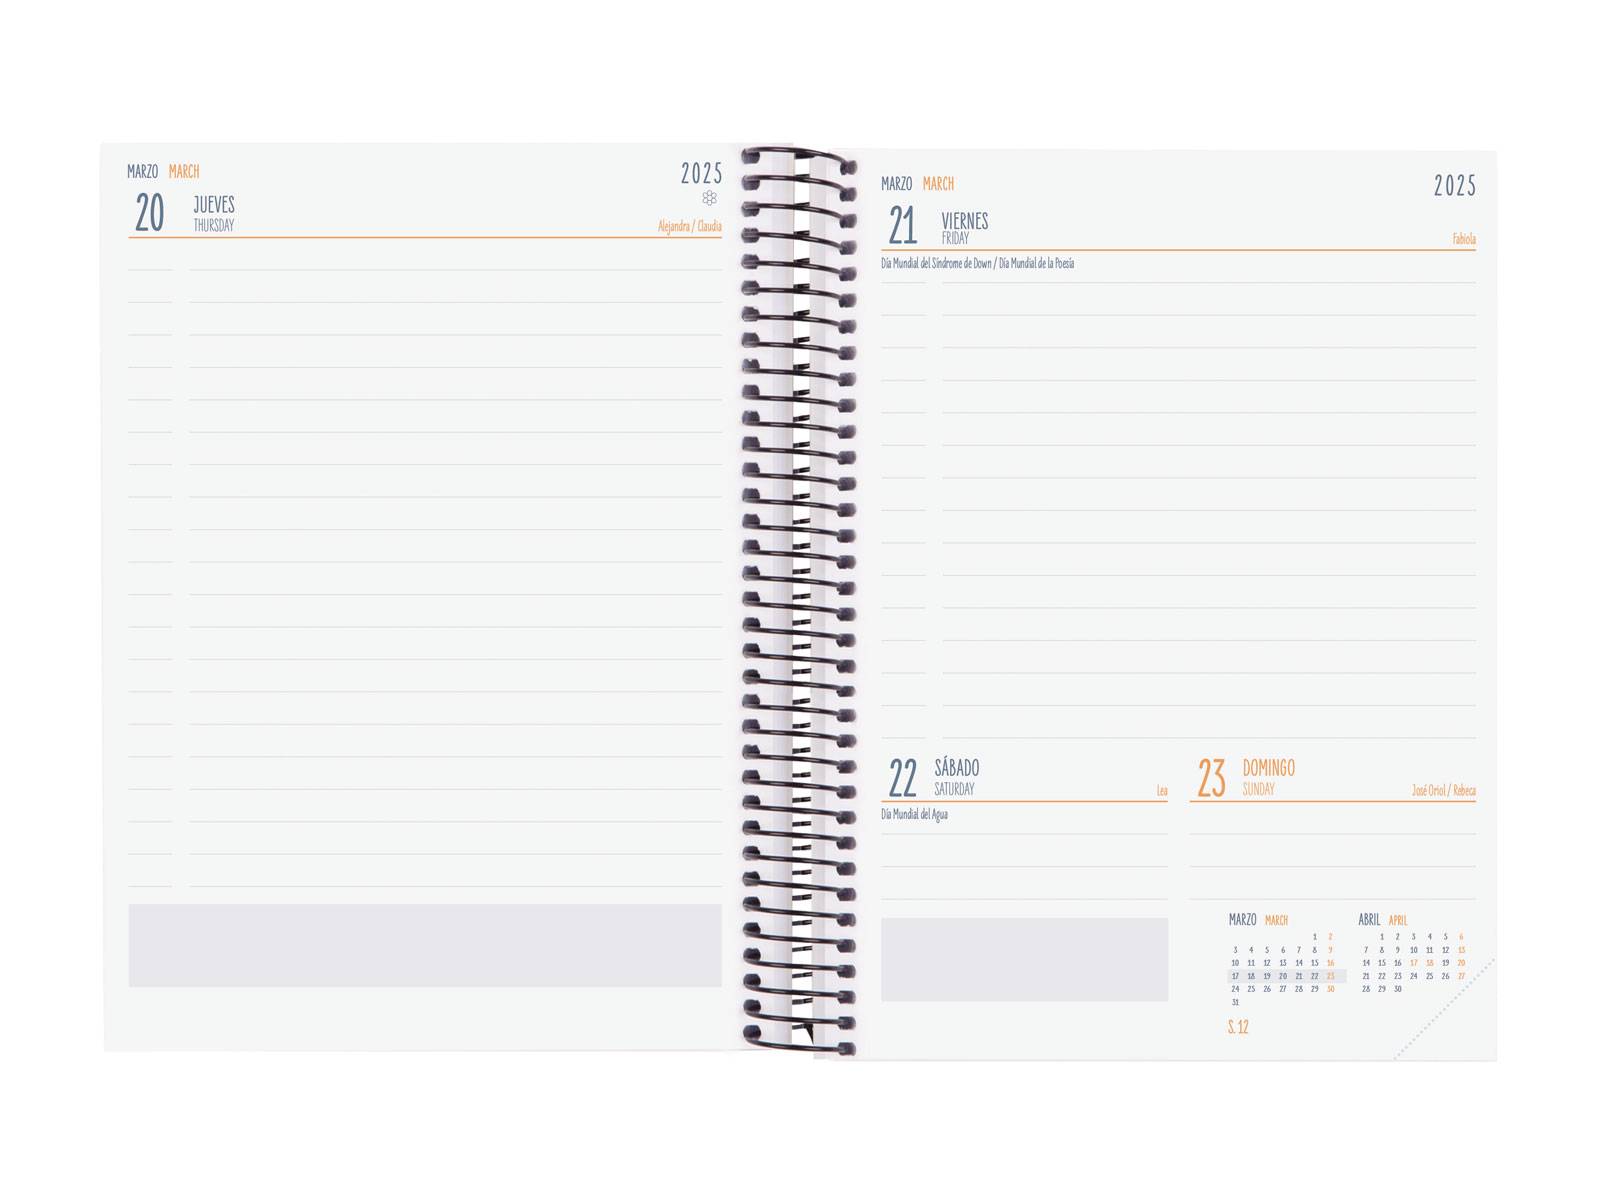 MARZO MARCH
2025
20 JUEVES
THURSDAY
Alejandra / Claudia
MARZO MARCH
2025
21 VIERNES
FRIDAY
Fabiola
Día Mundial del Síndrome de Down / Día Mundial de la Poesía
22 SÁBADO
SATURDAY
Lea
Día Mundial del Agua
23 DOMINGO
SUNDAY
José Oriol / Rebeca
MARZO MARCH
1 2
3 4 5 6 7 8 9
10 11 12 13 14 15 16
17 18 19 20 21 22 23
24 25 26 27 28 29 30
31
S. 12
ABRIL APRIL
1 2 3 4 5 6
7 8 9 10 11 12 13
14 15 16 17 18 19 20
21 22 23 24 25 26 27
28 29 30